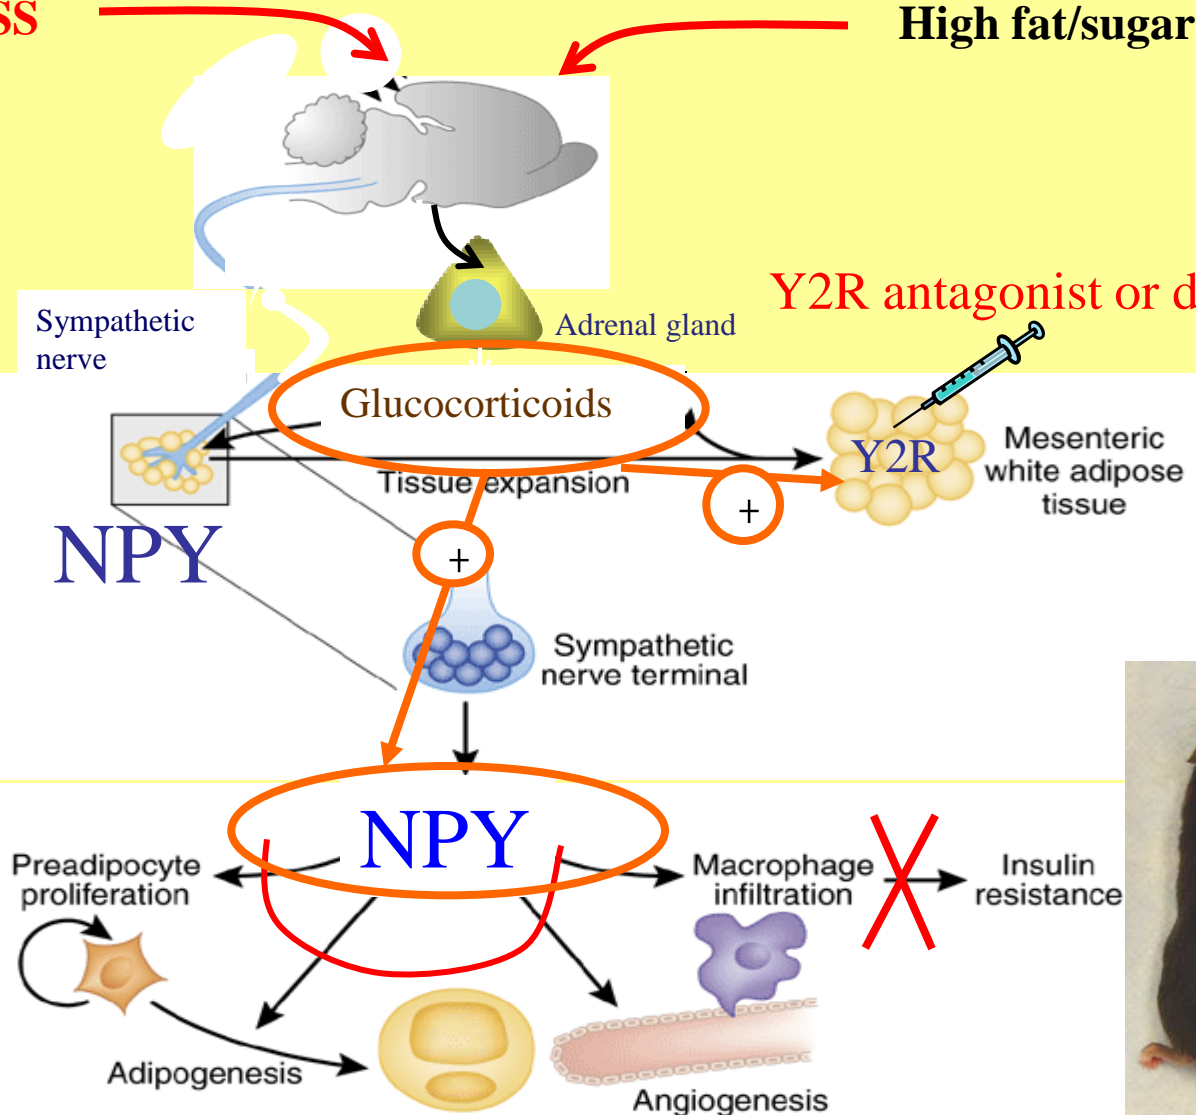 SS
High fat/sugar
Y2R antagonist or d
Sympathetic
nerve
Adrenal gland
Glucocorticoids
Y2R
Mesenteric
white adipose
tissue
Tissue expansion
+
NPY
+
Sympathetic
nerve terminal
NPY
Preadipocyte
proliferation
Macrophage
infiltration
Insulin
resistance
Adipogenesis
Angiogenesis